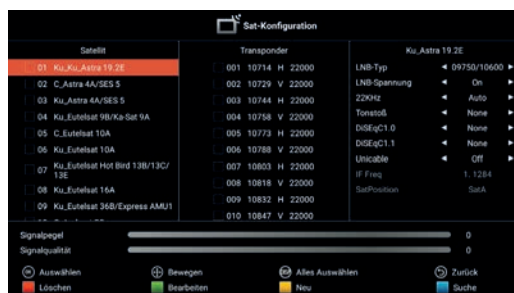 Sat-Konfiguration
Satellit
01 Ku_Ku_Astra 19.2E
02 C_Astra 4A/SES 5
03 Ku_Astra 4A/SES 5
04 Ku_Eutelsat 9B/Ka-Sat 9A
05 C_Eutelsat 10A
06 Ku_Eutelsat 10A
07 Ku_Eutelsat Hot Bird 13B/13C/
13E
08 Ku_Eutelsat 16A
09 Ku_Eutelsat 36B/Express AMU1
Transponder
001 10714 H 22000
002 10729 V 22000
003 10744 H 22000
004 10758 V 22000
005 10773 H 22000
006 10788 V 22000
007 10803 H 22000
008 10818 V 22000
009 10832 H 22000
010 10847 V 22000
Ku_Astra 19.2E
LNB-Typ 09750/10600
LNB-Spannung On
22KHz Auto
Tonstoß None
DiSEqC1.0 None
DiSEqC1.1 None
Unicable Off
IF Freq 1. 1284
SatPosition SatA
Signalpegel 0
Signalqualität 0
OK Auswählen
Bewegen
Alles Auswählen
Zurück
Löschen
Bearbeiten
Neu
Suche